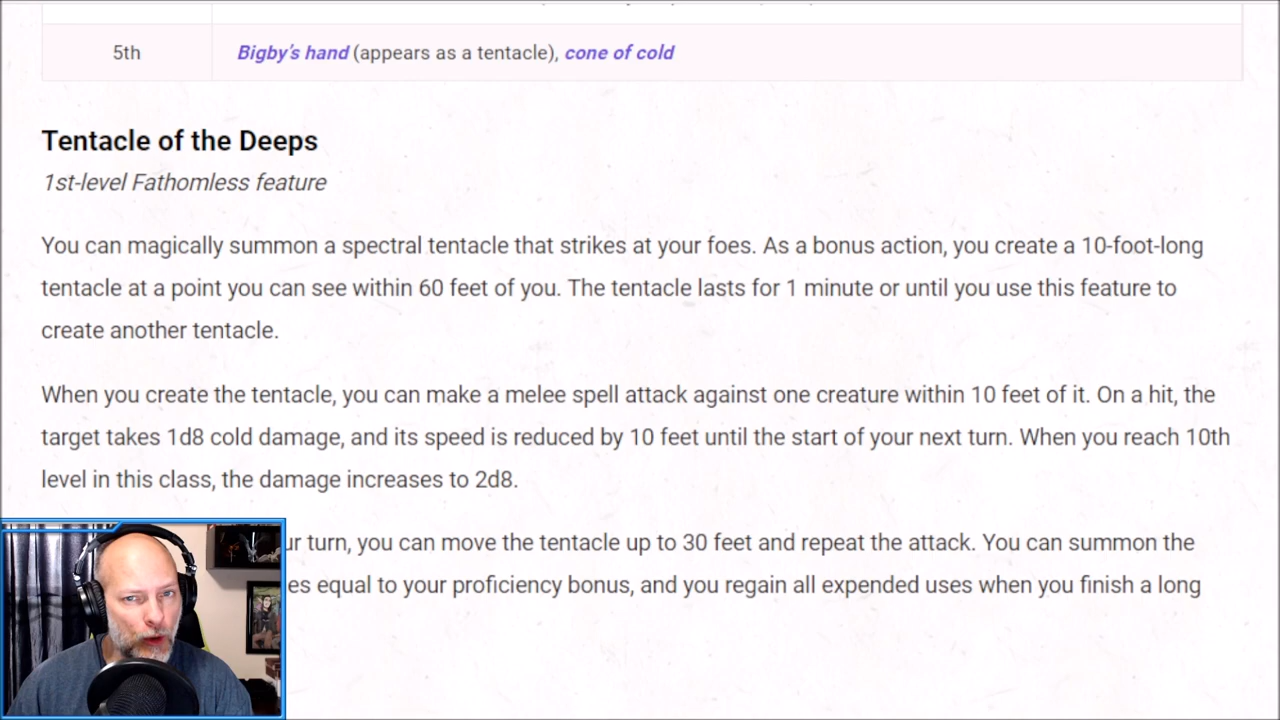 5th
Bigby's hand (appears as a tentacle), cone of cold
Tentacle of the Deeps
1st-level Fathomless feature
You can magically summon a spectral tentacle that strikes at your foes. As a bonus action, you create a 10-foot-long
tentacle at a point you can see within 60 feet of you. The tentacle lasts for 1 minute or until you use this feature to
create another tentacle.
When you create the tentacle, you can make a melee spell attack against one creature within 10 feet of it. On a hit, the
target takes 1d8 cold damage, and its speed is reduced by 10 feet until the start of your next turn. When you reach 10th
level in this class, the damage increases to 2d8.
turn, you can move the tentacle up to 30 feet and repeat the attack. You can summon the
equal to your proficiency bonus, and you regain all expended uses when you finish a long